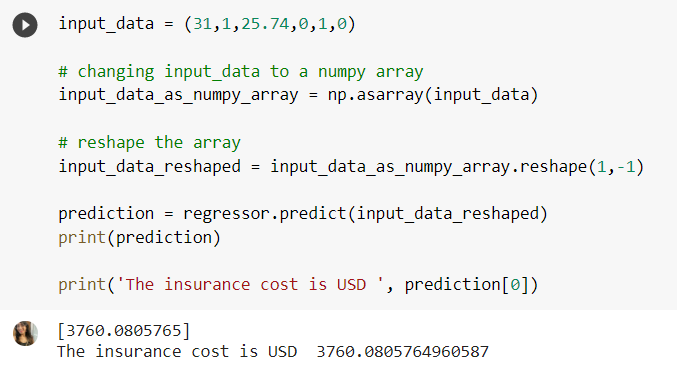 input_data = (31,1,25.74,0,1,0)
# changing input_data to a numpy array
input_data_as_numpy_array = np.asarray(input_data)
# reshape the array
input_data_reshaped = input_data_as_numpy_array.reshape(1,-1)
prediction = regressor.predict(input_data_reshaped)
print(prediction)
print('The insurance cost is USD ', prediction[0])
[3760.0805765]
The insurance cost is USD  3760.0805764960587